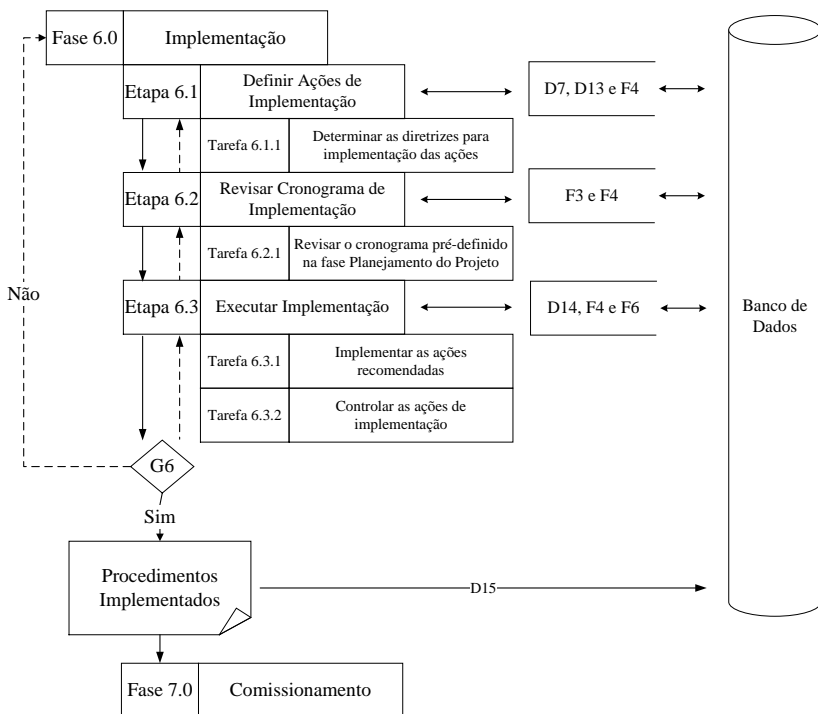 Fase 6.0
Implementação
Etapa 6.1
Definir Ações de
Implementação
D7, D13 e F4
Tarefa 6.1.1
Determinar as diretrizes para
implementação das ações
Etapa 6.2
Revisar Cronograma de
Implementação
F3 e F4
Tarefa 6.2.1
Revisar o cronograma pré-definido
na fase Planejamento do Projeto
Não
Etapa 6.3
Executar Implementação
D14, F4 e F6
Banco de
Dados
Tarefa 6.3.1
Implementar as ações
recomendadas
Tarefa 6.3.2
Controlar as ações de
implementação
G6
Sim
Procedimentos
Implementados
D15
Fase 7.0
Comissionamento